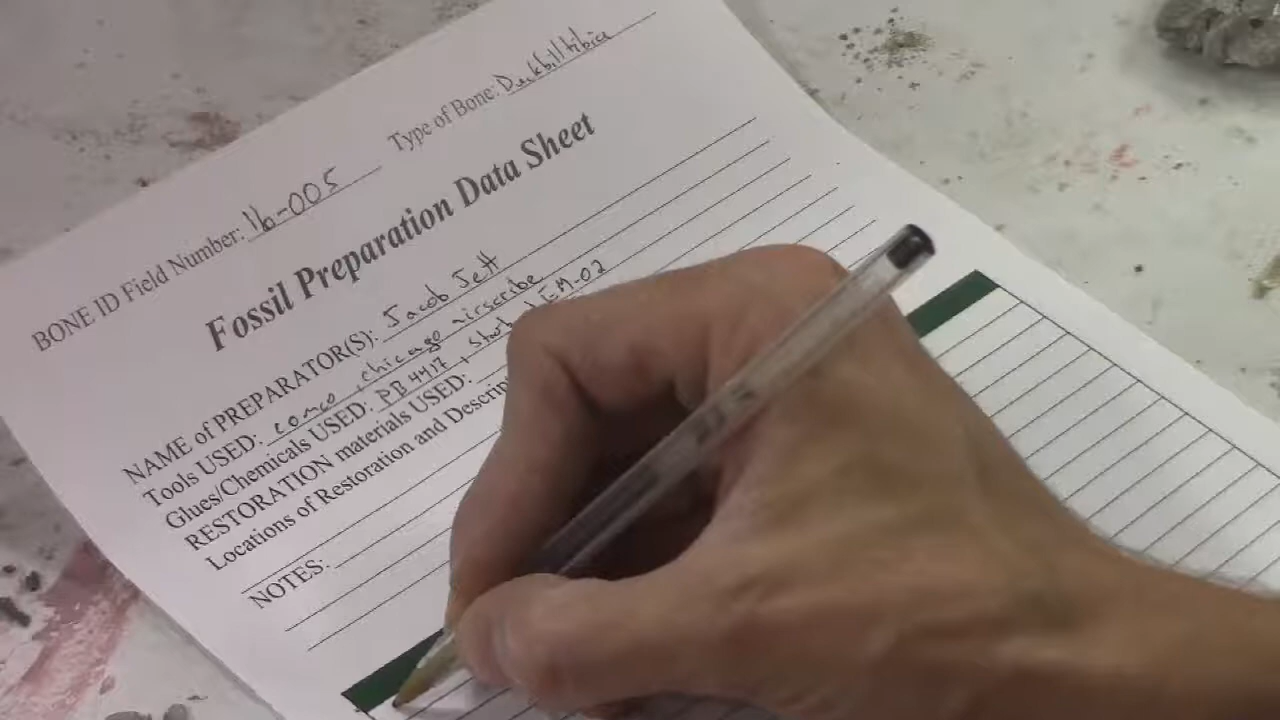 BONE ID Field Number: 16-005 Type of Bone: Duckbill tibia
Fossil Preparation Data Sheet
NAME of PREPARATOR(S): Jacob Jett
Tools USED: comco, chicago airscribe
Glues/Chemicals USED: PB 4417 + EM-02
RESTORATION materials USED:
Locations of Restoration and
NOTES: